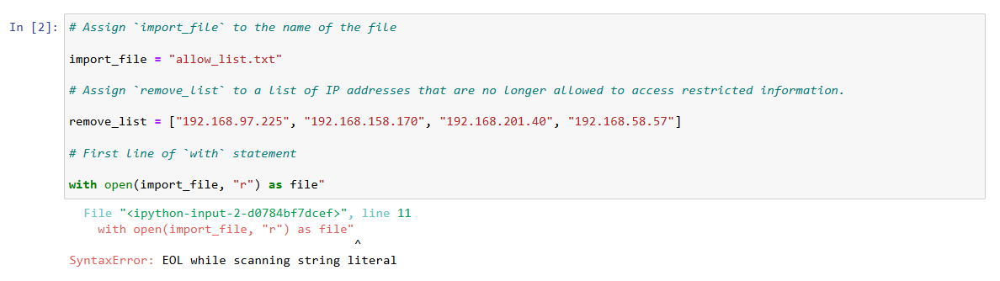 In [2]: # Assign `import_file` to the name of the file
import_file = "allow_list.txt"
# Assign `remove_list` to a list of IP addresses that are no longer allowed to access restricted information.
remove_list = ["192.168.97.225", "192.168.158.170", "192.168.201.40", "192.168.58.57"]
# First line of `with` statement
with open(import_file, "r") as file"
File "<ipython-input-2-d0784bf7dcef>", line 11
with open(import_file, "r") as file"
^
SyntaxError: EOL while scanning string literal